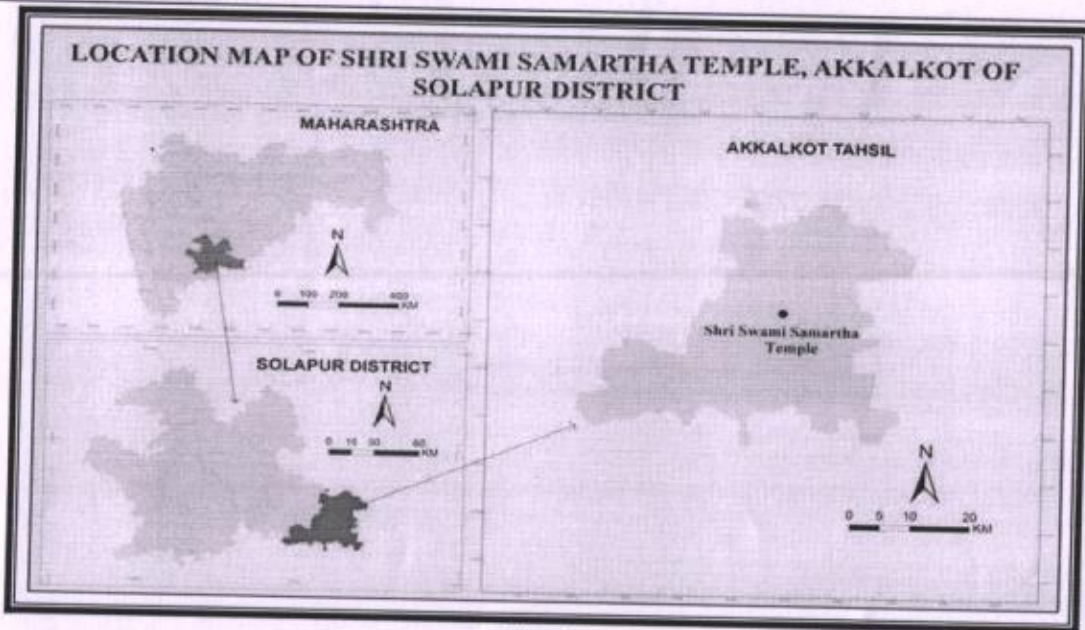 LOCATION MAP OF SHRI SWAMI SAMARTHA TEMPLE, AKKALKOT OF
SOLAPUR DISTRICT
MAHARASHTRA
N
0 100 200 400
KM
SOLAPUR DISTRICT
N
0 15 30 60
KM
AKKALKOT TAHSIL
Shri Swami Samartha
Temple
N
0 5 10 20
KM